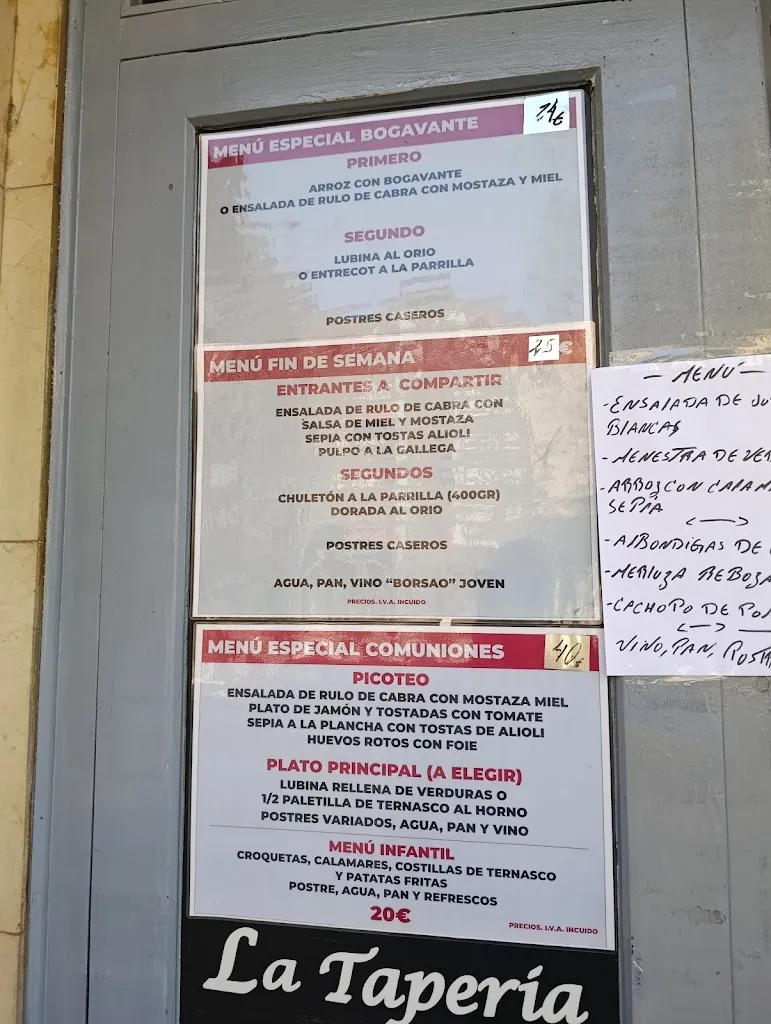 MENÚ ESPECIAL BOGAVANTE 24€
PRIMERO
ARROZ CON BOGAVANTE
O ENSALADA DE RULO DE CABRA CON MOSTAZA Y MIEL
SEGUNDO
LUBINA AL ORIO
O ENTRECOT A LA PARRILLA
POSTRES CASEROS
MENÚ FIN DE SEMANA 25 €
ENTRANTES A COMPARTIR
ENSALADA DE RULO DE CABRA CON
SALSA DE MIEL Y MOSTAZA
SEPIA CON TOSTAS ALIOLI
PULPO A LA GALLEGA
SEGUNDOS
CHULETÓN A LA PARRILLA (400GR)
DORADA AL ORIO
POSTRES CASEROS
AGUA, PAN, VINO "BORSAO" JOVEN
PRECIOS. I.V.A. INCUIDO
MENÚ ESPECIAL COMUNIONES 40€
PICOTEO
ENSALADA DE RULO DE CABRA CON MOSTAZA MIEL
PLATO DE JAMÓN Y TOSTADAS CON TOMATE
SEPIA A LA PLANCHA CON TOSTAS DE ALIOLI
HUEVOS ROTOS CON FOIE
PLATO PRINCIPAL (A ELEGIR)
LUBINA RELLENA DE VERDURAS O
1/2 PALETILLA DE TERNASCO AL HORNO
POSTRES VARIADOS, AGUA, PAN Y VINO
MENÚ INFANTIL
CROQUETAS, CALAMARES, COSTILLAS DE TERNASCO
Y PATATAS FRITAS
POSTRE, AGUA, PAN Y REFRESCOS
20€
PRECIOS. I.V.A. INCUIDO
La Tapería
- MENU -
- ENSALADA DE
BLANCAS
- MENESTRA DE
- ARROZ CON
SEPIA
- ALBONDIGAS DE
- MERLUZA
- CACHOPO DE
VINO, PAN,